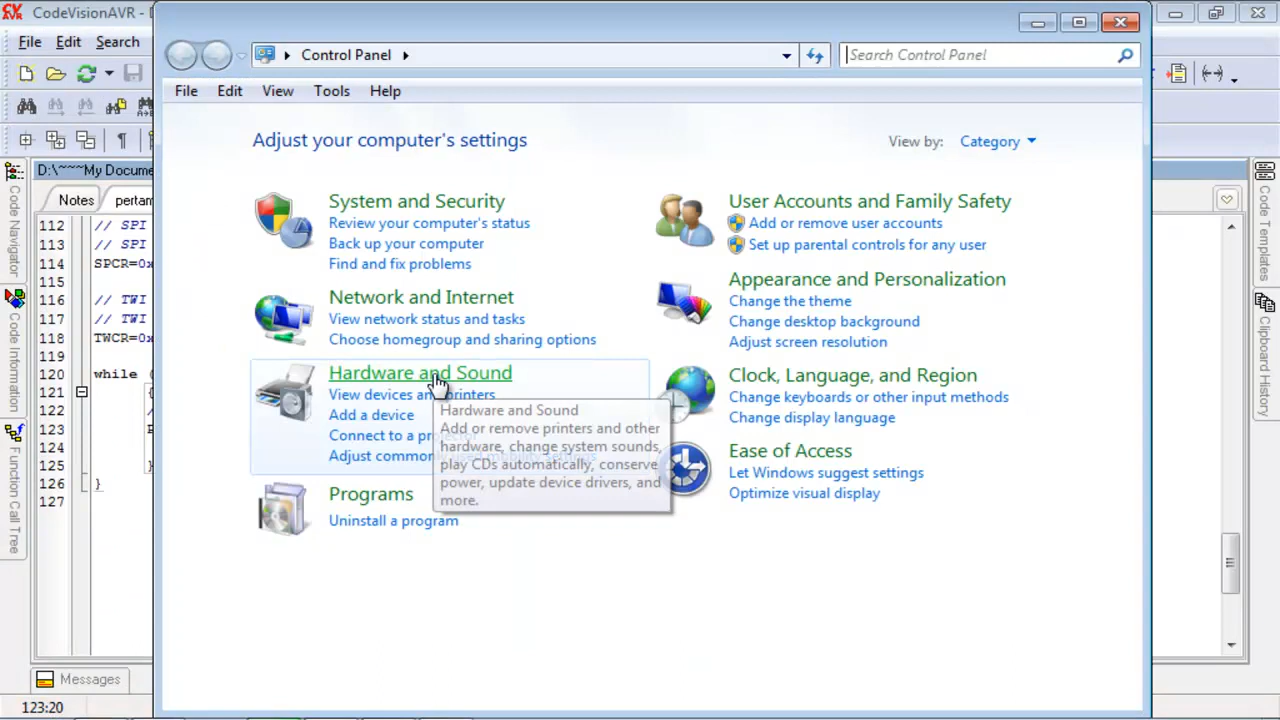 CodeVisionAVR - D
File Edit Search
Control Panel
Search Control Panel
File Edit View Tools Help
Adjust your computer's settings
View by: Category
System and Security
Review your computer's status
Back up your computer
Find and fix problems
Network and Internet
View network status and tasks
Choose homegroup and sharing options
Hardware and Sound
View devices and printers
Add a device
Connect to a projector
Adjust commonly used mobility settings
Hardware and Sound
Add or remove printers and other
hardware, change system sounds,
play CDs automatically, conserve
power, update device drivers, and
more.
Programs
Uninstall a program
User Accounts and Family Safety
Add or remove user accounts
Set up parental controls for any user
Appearance and Personalization
Change the theme
Change desktop background
Adjust screen resolution
Clock, Language, and Region
Change keyboards or other input methods
Change display language
Ease of Access
Let Windows suggest settings
Optimize visual display
D:\~~~My Docume
Notes pertam
112 // SPI
113 // SPI
114 SPCR=0x
115
116 // TWI
117 // TWI
118 TWCR=0x
119
120 while (
121 {
122 /
123
124
125 }
126 }
127
Code Navigator
Code Information
Function Call Tree
Code Templates
Clipboard History
Messages
123:20